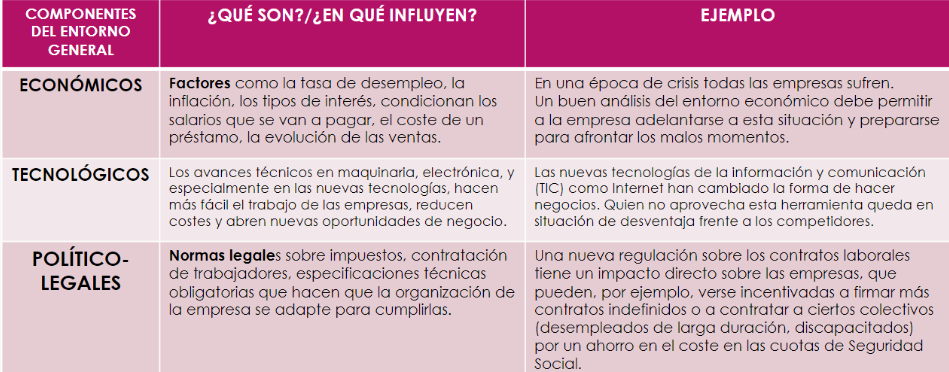 COMPONENTES
DEL ENTORNO
GENERAL
¿QUÉ SON?/¿EN QUÉ INFLUYEN?
EJEMPLO
ECONÓMICOS
Factores como la tasa de desempleo, la
inflación, los tipos de interés, condicionan los
salarios que se van a pagar, el coste de un
préstamo, la evolución de las ventas.
En una época de crisis todas las empresas sufren.
Un buen análisis del entorno económico debe permitir
a la empresa adelantarse a esta situación y prepararse
para afrontar los malos momentos.
TECNOLÓGICOS
Los avances técnicos en maquinaria, electrónica, y
especialmente en las nuevas tecnologías, hacen
más fácil el trabajo de las empresas, reducen
costes y abren nuevas oportunidades de negocio.
Las nuevas tecnologías de la información y comunicación
(TIC) como Internet han cambiado la forma de hacer
negocios. Quien no aprovecha esta herramienta queda en
situación de desventaja frente a los competidores.
POLÍTICO-
LEGALES
Normas legales sobre impuestos, contratación
de trabajadores, especificaciones técnicas
obligatorias que hacen que la organización de
la empresa se adapte para cumplirlas.
Una nueva regulación sobre los contratos laborales
tiene un impacto directo sobre las empresas, que
pueden, por ejemplo, verse incentivadas a firmar más
contratos indefinidos o a contratar a ciertos colectivos
(desempleados de larga duración, discapacitados)
por un ahorro en el coste en las cuotas de Seguridad
Social.